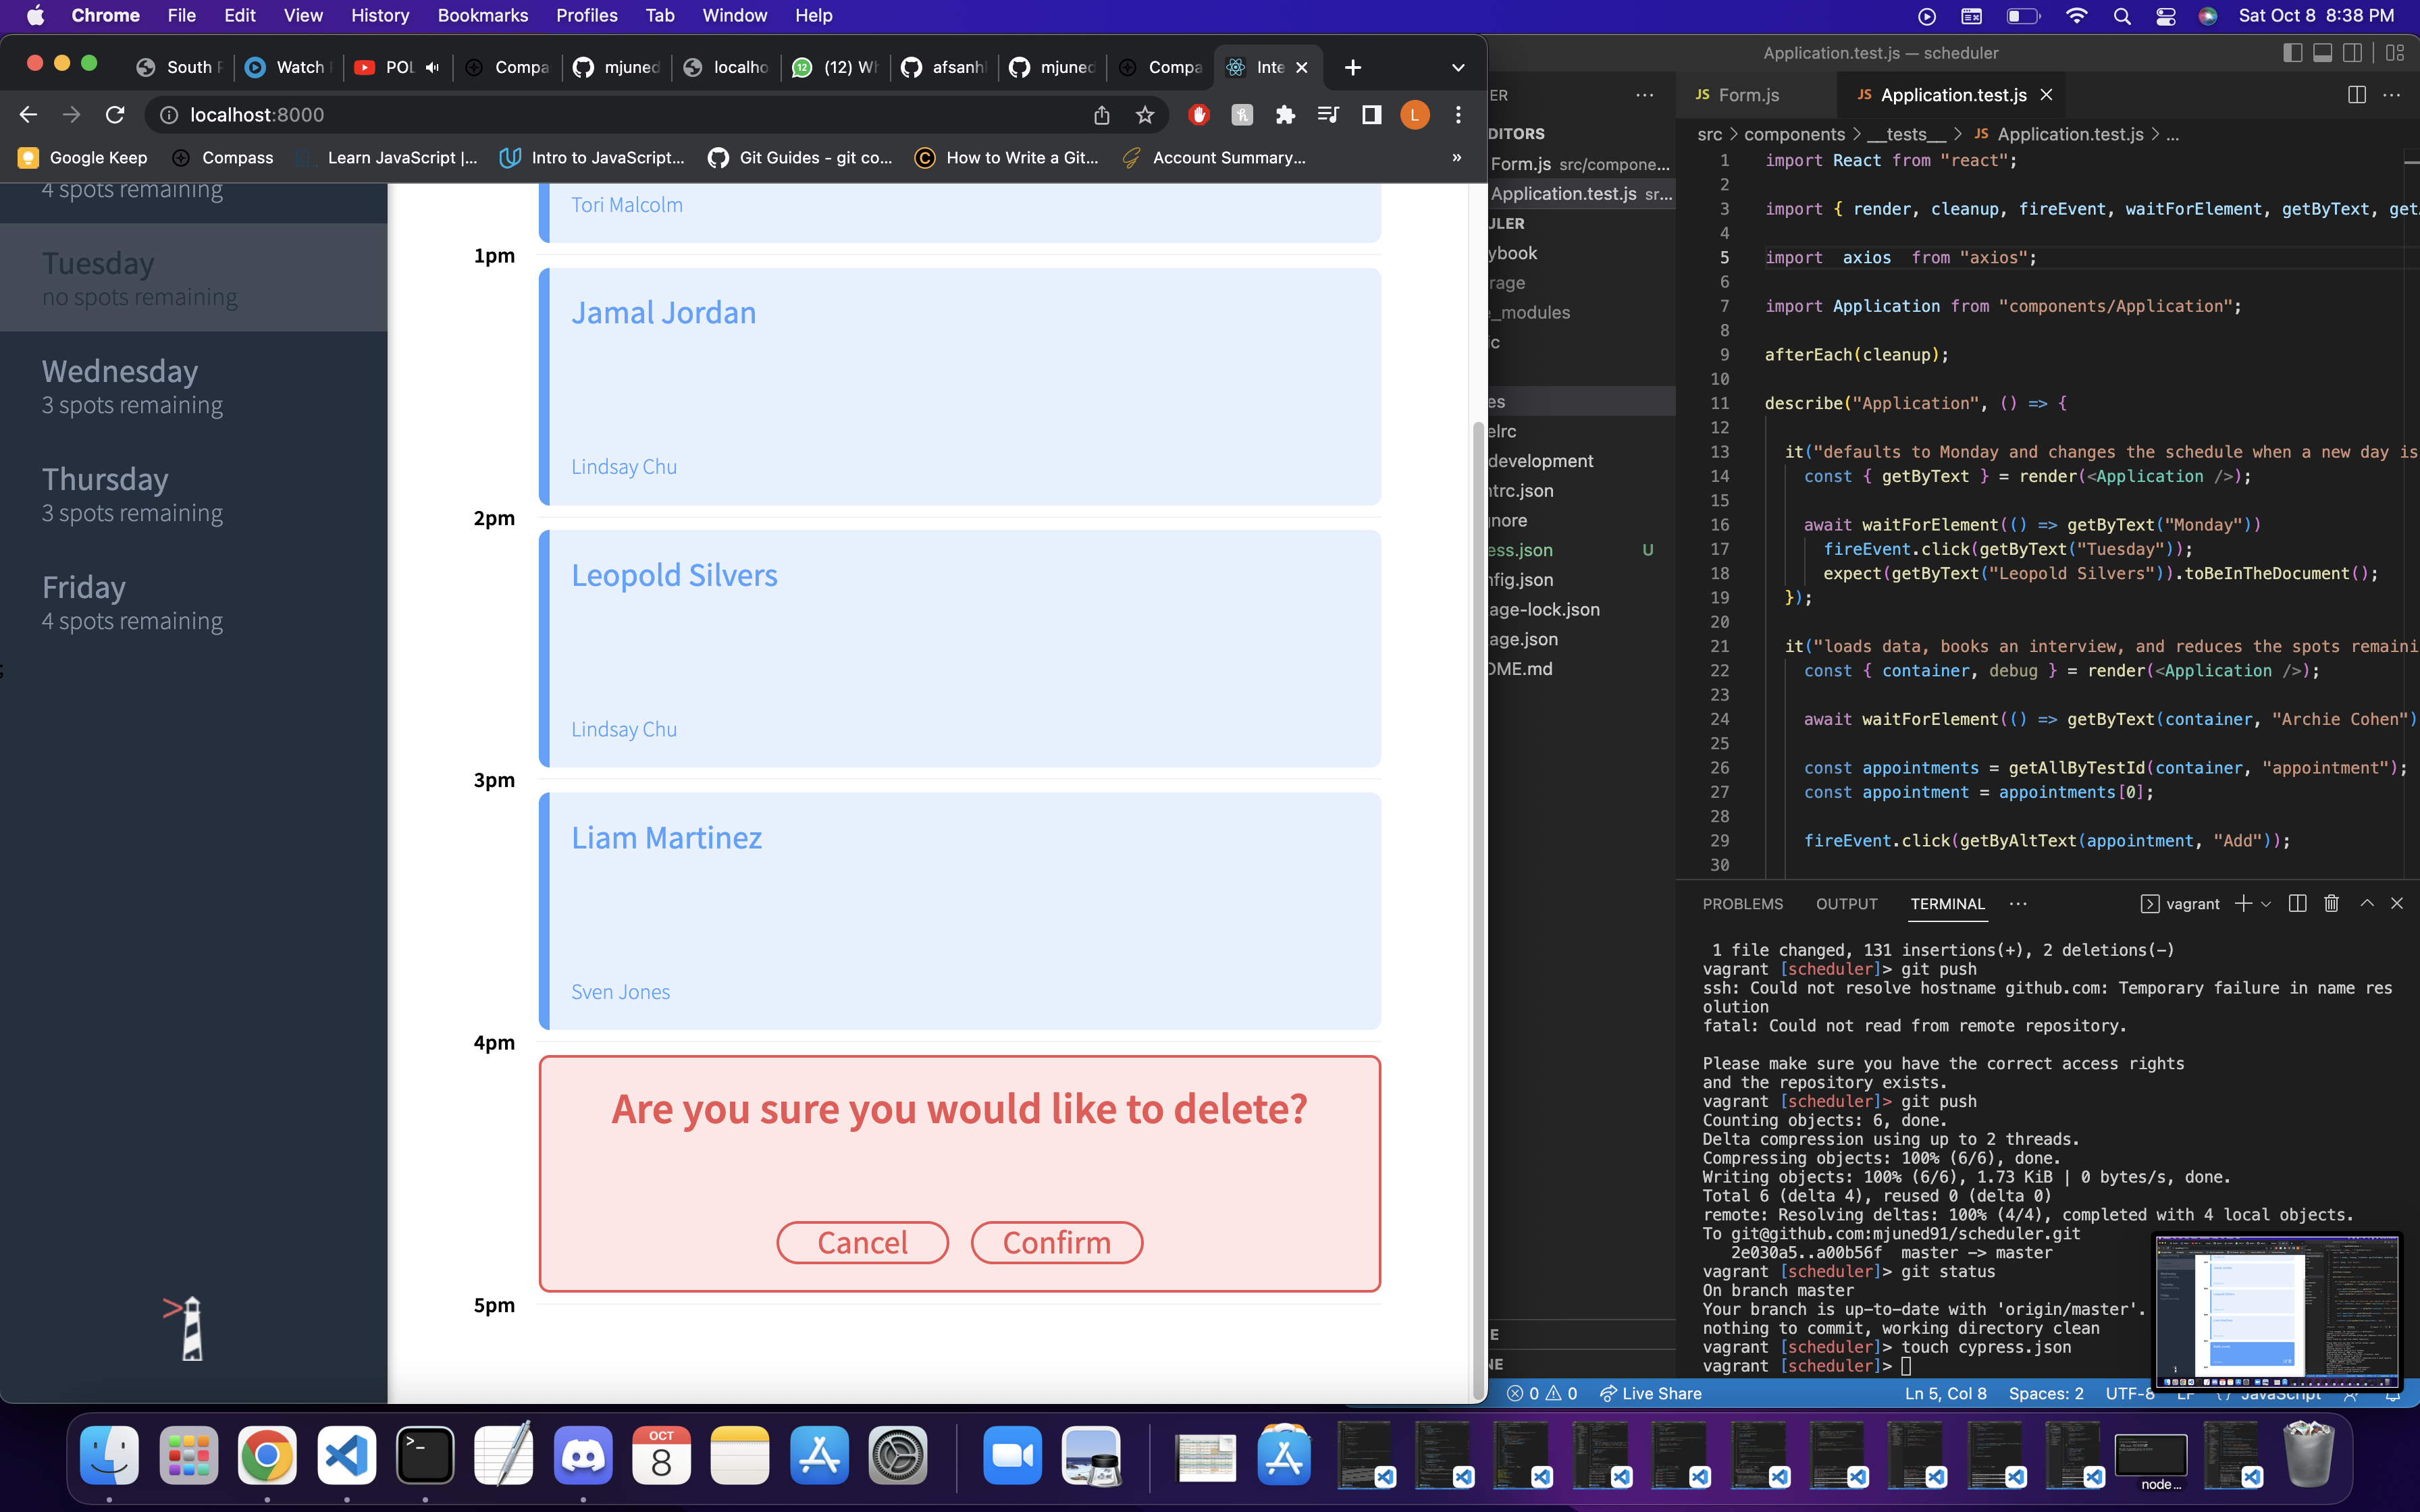 Chrome File Edit View History Bookmarks Profiles Tab Window Help
Sat Oct 8 8:38 PM
South Watch POL Compa mjuned localho (12) W afsanh mjuned Compa Inte
localhost:8000
L
Google Keep Compass Learn JavaScript |... Intro to JavaScript... Git Guides - git co... How to Write a Git... Account Summary... »
4 spots remaining
Tuesday
no spots remaining
Wednesday
3 spots remaining
Thursday
3 spots remaining
Friday
4 spots remaining
;
Tori Malcolm
1pm
Jamal Jordan
Lindsay Chu
2pm
Leopold Silvers
Lindsay Chu
3pm
Liam Martinez
Sven Jones
4pm
Are you sure you would like to delete?
Cancel Confirm
5pm
Application.test.js — scheduler
ER ...
DITORS
Form.js src/compone...
Application.test.js sr...
ULER
ybook
rage
e_modules
ic
es
elrc
development
ntrc.json
nore
ess.json U
nfig.json
age-lock.json
age.json
DME.md
E
NE
JS Form.js JS Application.test.js
src > components > __tests__ > JS Application.test.js > ...
1 import React from "react";
2
3 import { render, cleanup, fireEvent, waitForElement, getByText, get
4
5 import  axios  from "axios";
6
7 import Application from "components/Application";
8
9 afterEach(cleanup);
10
11 describe("Application", () => {
12
13 it("defaults to Monday and changes the schedule when a new day is
14 const { getByText } = render(<Application />);
15
16 await waitForElement(() => getByText("Monday"))
17 fireEvent.click(getByText("Tuesday"));
18 expect(getByText("Leopold Silvers")).toBeInTheDocument();
19 });
20
21 it("loads data, books an interview, and reduces the spots remaini
22 const { container, debug } = render(<Application />);
23
24 await waitForElement(() => getByText(container, "Archie Cohen")
25
26 const appointments = getAllByTestId(container, "appointment");
27 const appointment = appointments[0];
28
29 fireEvent.click(getByAltText(appointment, "Add"));
30
PROBLEMS OUTPUT TERMINAL ... vagrant
1 file changed, 131 insertions(+), 2 deletions(-)
vagrant [scheduler]> git push
ssh: Could not resolve hostname github.com: Temporary failure in name res
olution
fatal: Could not read from remote repository.
Please make sure you have the correct access rights
and the repository exists.
vagrant [scheduler]> git push
Counting objects: 6, done.
Delta compression using up to 2 threads.
Compressing objects: 100% (6/6), done.
Writing objects: 100% (6/6), 1.73 KiB | 0 bytes/s, done.
Total 6 (delta 4), reused 0 (delta 0)
remote: Resolving deltas: 100% (4/4), completed with 4 local objects.
To git@github.com:mjuned91/scheduler.git
2e030a5..a00b56f  master -> master
vagrant [scheduler]> git status
On branch master
Your branch is up-to-date with 'origin/master'.
nothing to commit, working directory clean
vagrant [scheduler]> touch cypress.json
vagrant [scheduler]>
0 0 Live Share Ln 5, Col 8 Spaces: 2 UTF-8 LF {} JavaScript
OCT
8
node ...